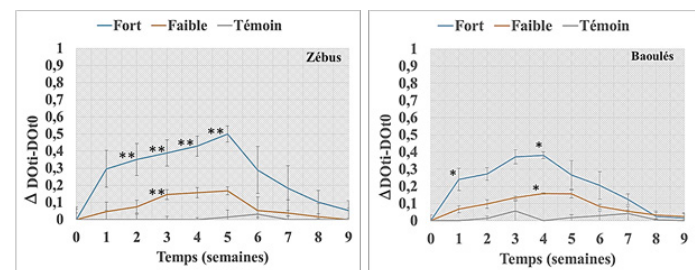 Fort Faible Témoin
Zébus
1
0,9
0,8
0,7
0,6
0,5
0,4
0,3
0,2
0,1
0
Δ DOti-DOt0
** ** ** **
**
0 1 2 3 4 5 6 7 8 9
Temps (semaines)
Fort Faible Témoin
Baoulés
1
0,9
0,8
0,7
0,6
0,5
0,4
0,3
0,2
0,1
0
ΔDOti-DOt0
* *
*
0 1 2 3 4 5 6 7 8 9
Temps (semaines)